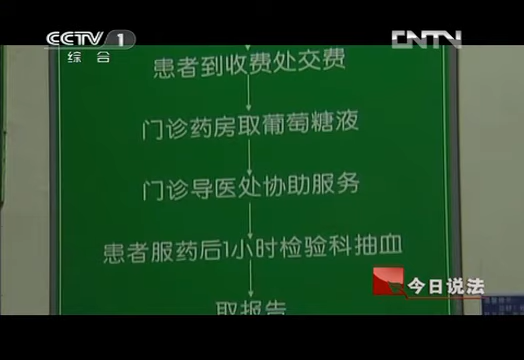 CCTV 1
综合
CNTV
患者到收费处交费
门诊药房取葡萄糖液
门诊导医处协助服务
患者服药后1小时检验科抽血
取报告
今日说法